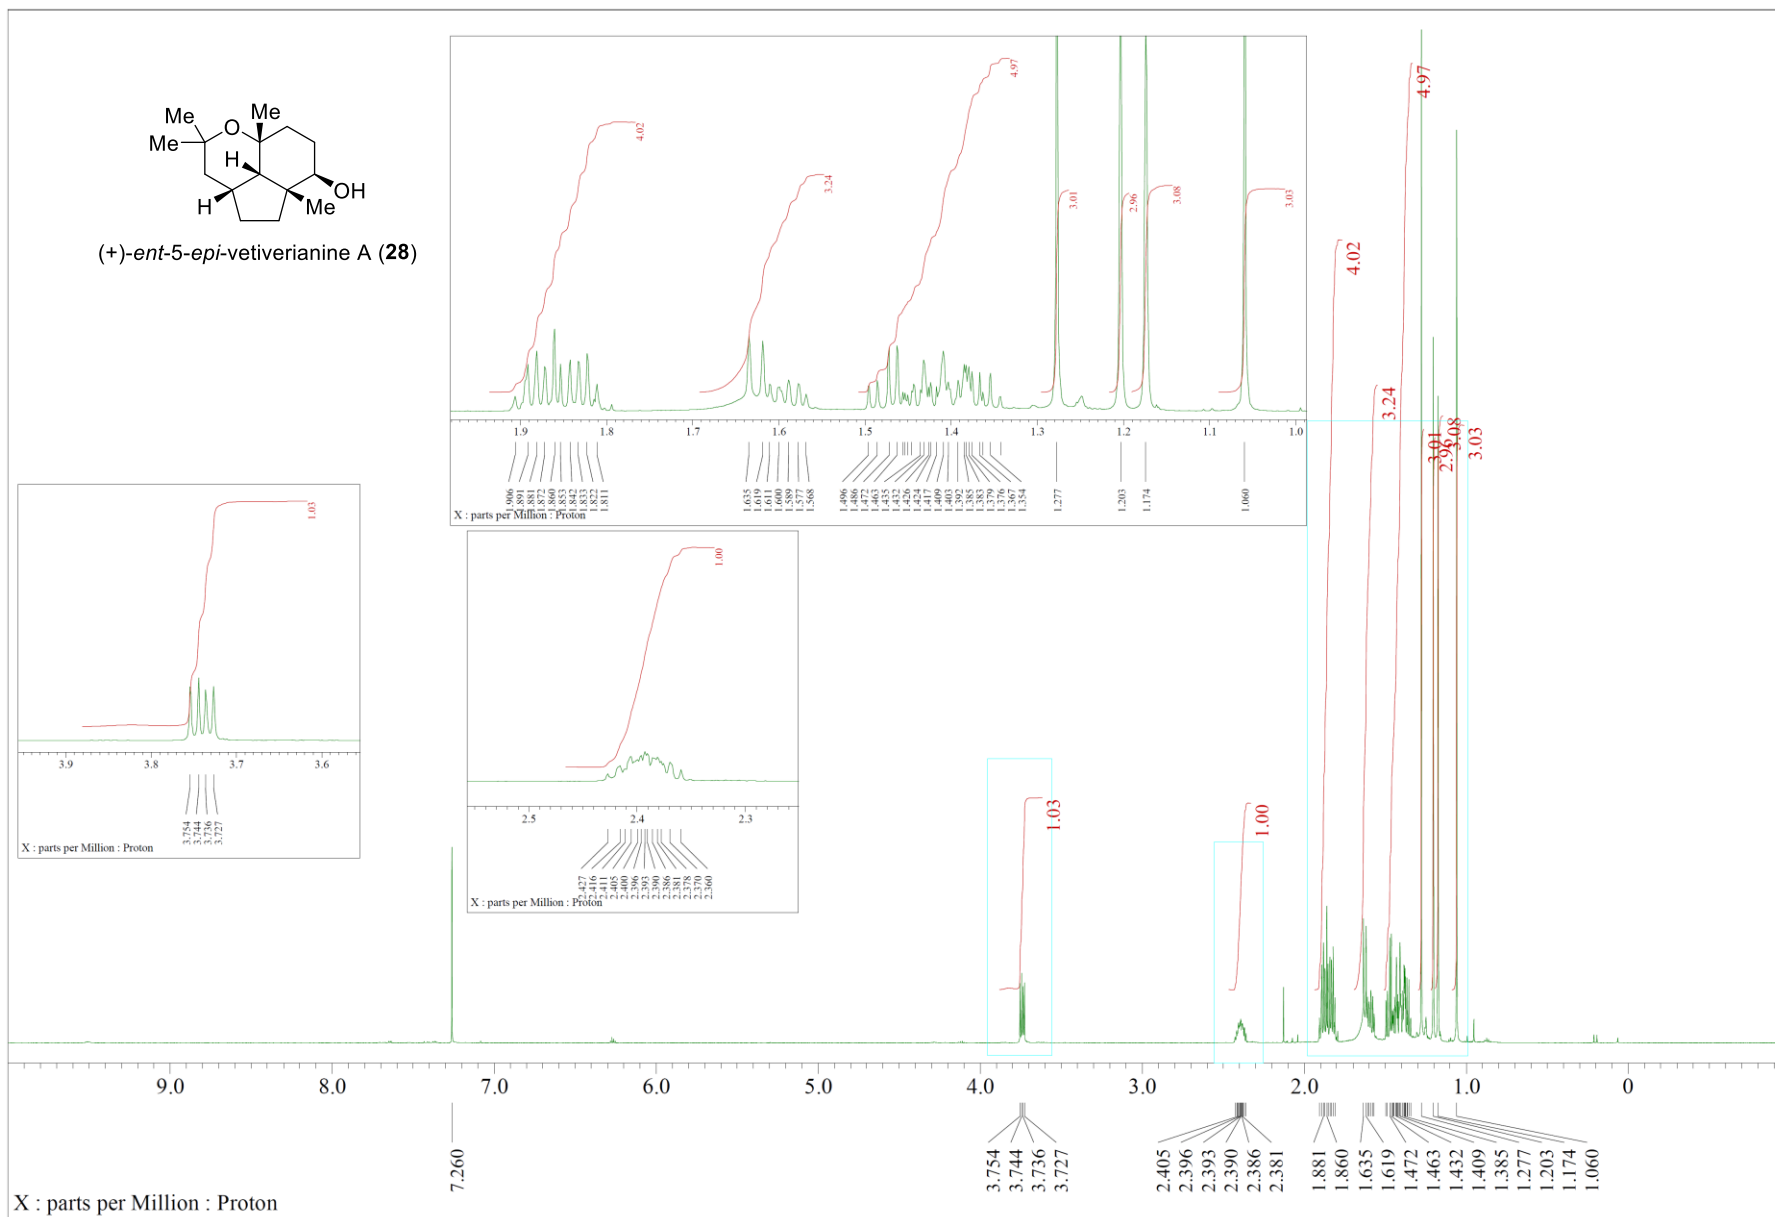 Me
Me
O
Me
H
OH
H
Me
(+)-ent-5-epi-vetiverianine A (28)
4.02
3.24
4.97
3.01
2.96
3.08
3.03
1.9 1.8 1.7 1.6 1.5 1.4 1.3 1.2 1.1 1.0
1.906 1.891 1.881 1.872 1.860 1.853 1.842 1.833 1.822 1.811 1.635 1.619 1.611 1.600 1.589 1.577 1.568 1.496 1.486 1.472 1.463 1.435 1.432 1.426 1.424 1.417 1.409 1.403 1.392 1.385 1.383 1.379 1.376 1.367 1.354 1.277 1.203 1.174 1.060
X : parts per Million : Proton
1.03
3.9 3.8 3.7 3.6
3.754 3.744 3.736 3.727
X : parts per Million : Proton
1.00
2.5 2.4 2.3
2.427 2.416 2.411 2.405 2.400 2.396 2.393 2.390 2.386 2.381 2.378 2.370 2.360
X : parts per Million : Proton
1.03
1.00
4.02
3.24
4.97
3.01
2.96
3.08
3.03
9.0 8.0 7.0 6.0 5.0 4.0 3.0 2.0 1.0 0
7.260 3.754 3.744 3.736 3.727 2.405 2.396 2.393 2.390 2.386 2.381 1.881 1.860 1.635 1.619 1.472 1.463 1.432 1.409 1.385 1.277 1.203 1.174 1.060
X : parts per Million : Proton